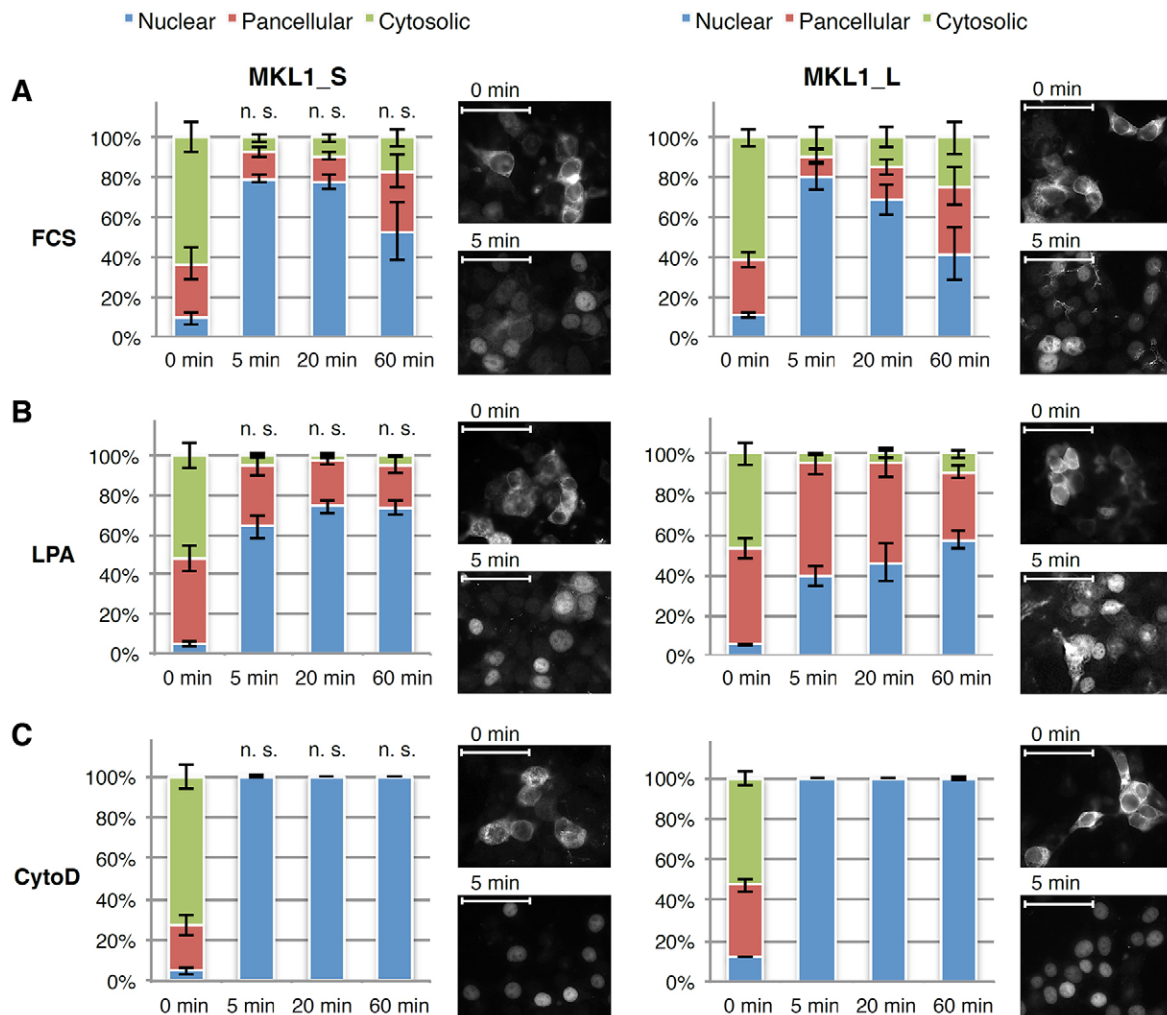 Nuclear Pancellular Cytosolic
Nuclear Pancellular Cytosolic
A
MKL1_S
MKL1_L
FCS
n. s. n. s. n. s.
100%
80%
60%
40%
20%
0%
0 min 5 min 20 min 60 min
0 min
5 min
100%
80%
60%
40%
20%
0%
0 min 5 min 20 min 60 min
0 min
5 min
B
LPA
n. s. n. s. n. s.
100%
80%
60%
40%
20%
0%
0 min 5 min 20 min 60 min
0 min
5 min
100%
80%
60%
40%
20%
0%
0 min 5 min 20 min 60 min
0 min
5 min
C
CytoD
n. s. n. s. n. s.
100%
80%
60%
40%
20%
0%
0 min 5 min 20 min 60 min
0 min
5 min
100%
80%
60%
40%
20%
0%
0 min 5 min 20 min 60 min
0 min
5 min